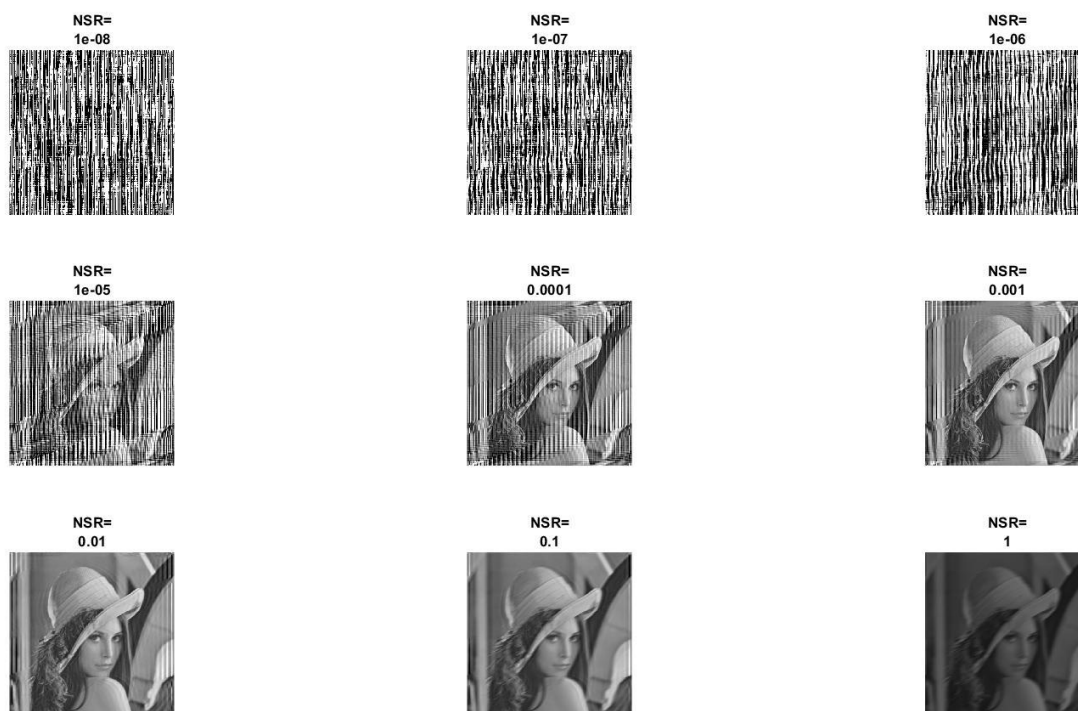 NSR=
1e-08
NSR=
1e-07
NSR=
1e-06
NSR=
1e-05
NSR=
0.0001
NSR=
0.001
NSR=
0.01
NSR=
0.1
NSR=
1